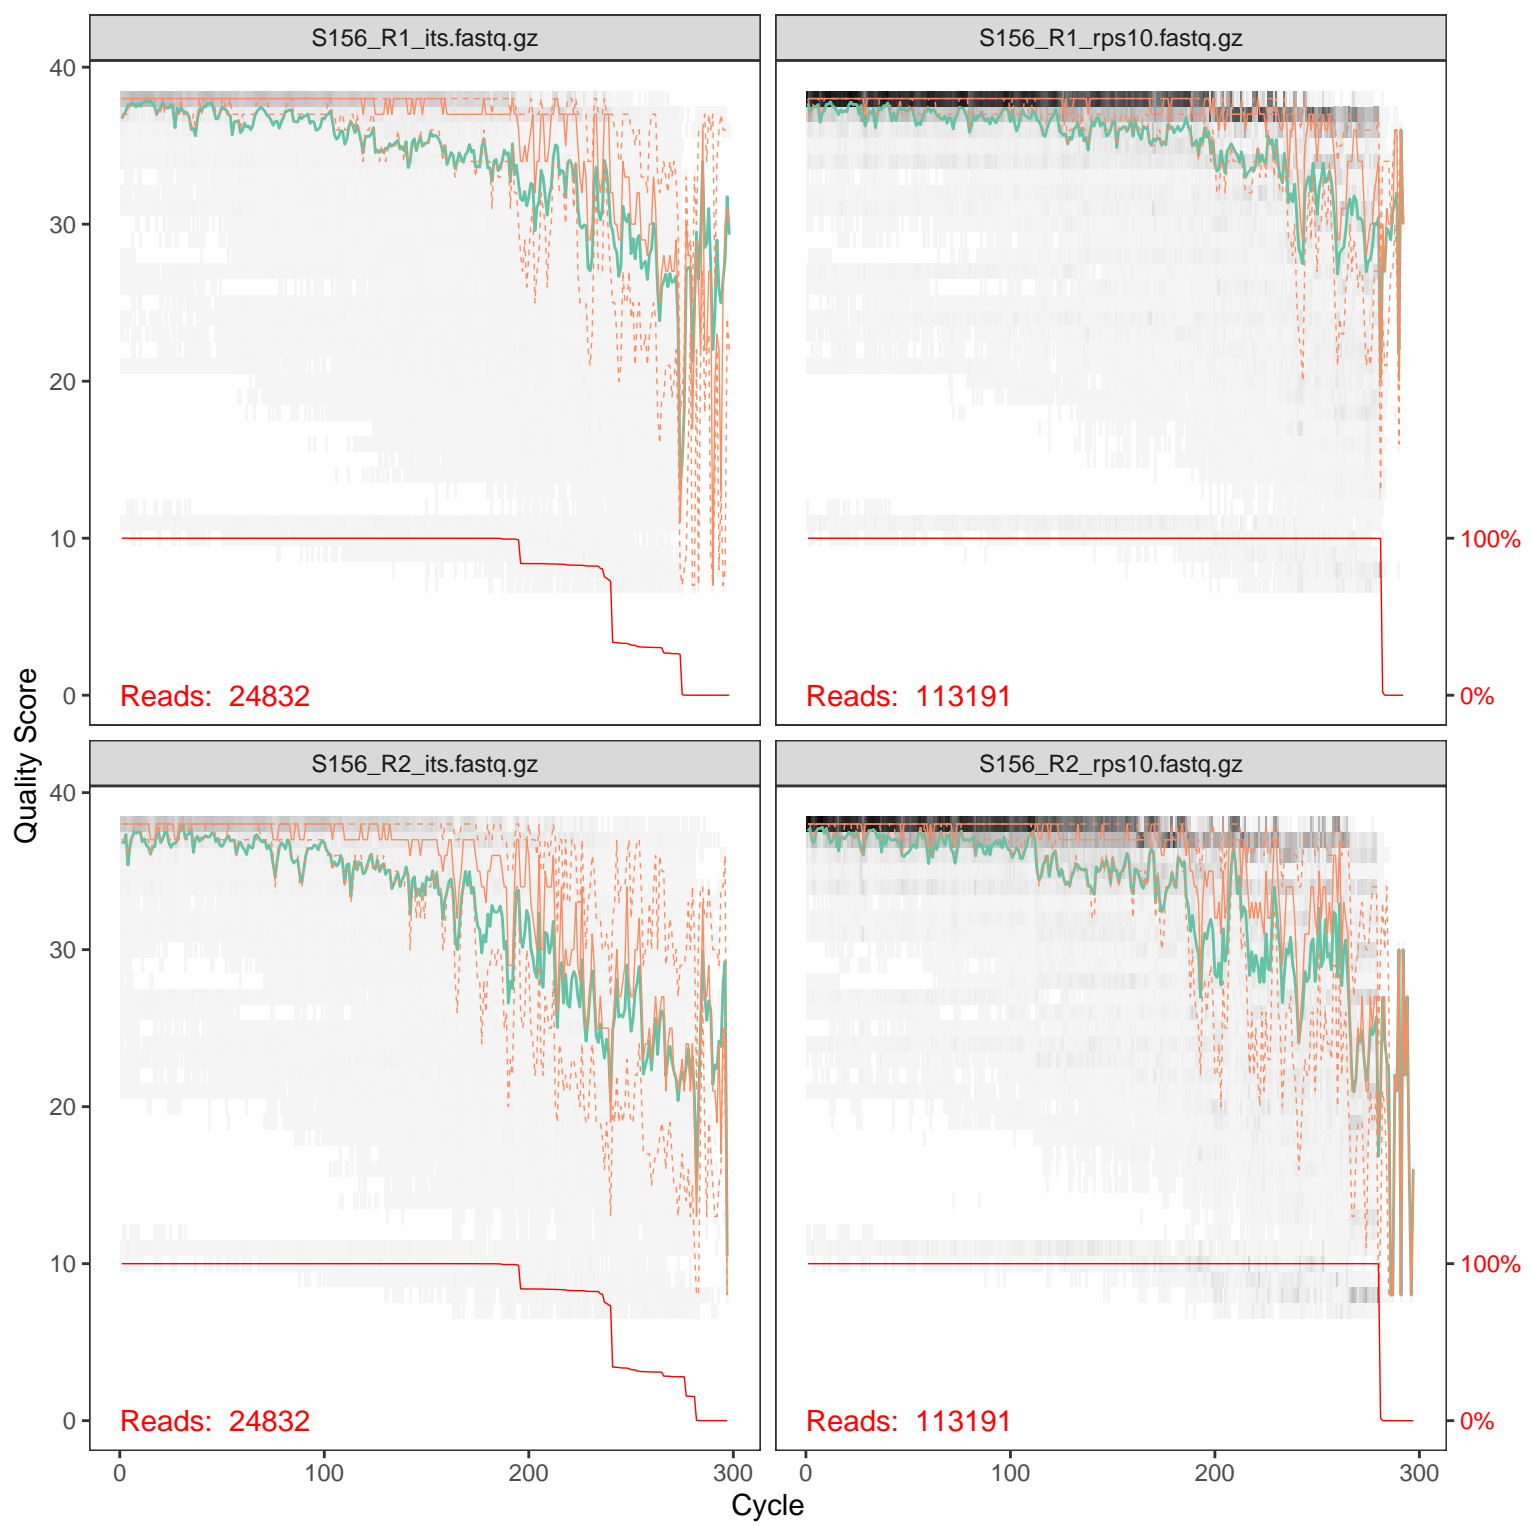 S156_R1_its.fastq.gz
S156_R1_rps10.fastq.gz
40
30
20
10
0
100%
0%
Reads: 24832
Reads: 113191
Quality Score
S156_R2_its.fastq.gz
S156_R2_rps10.fastq.gz
40
30
20
10
0
100%
0%
Reads: 24832
Reads: 113191
0 100 200 300
0 100 200 300
Cycle